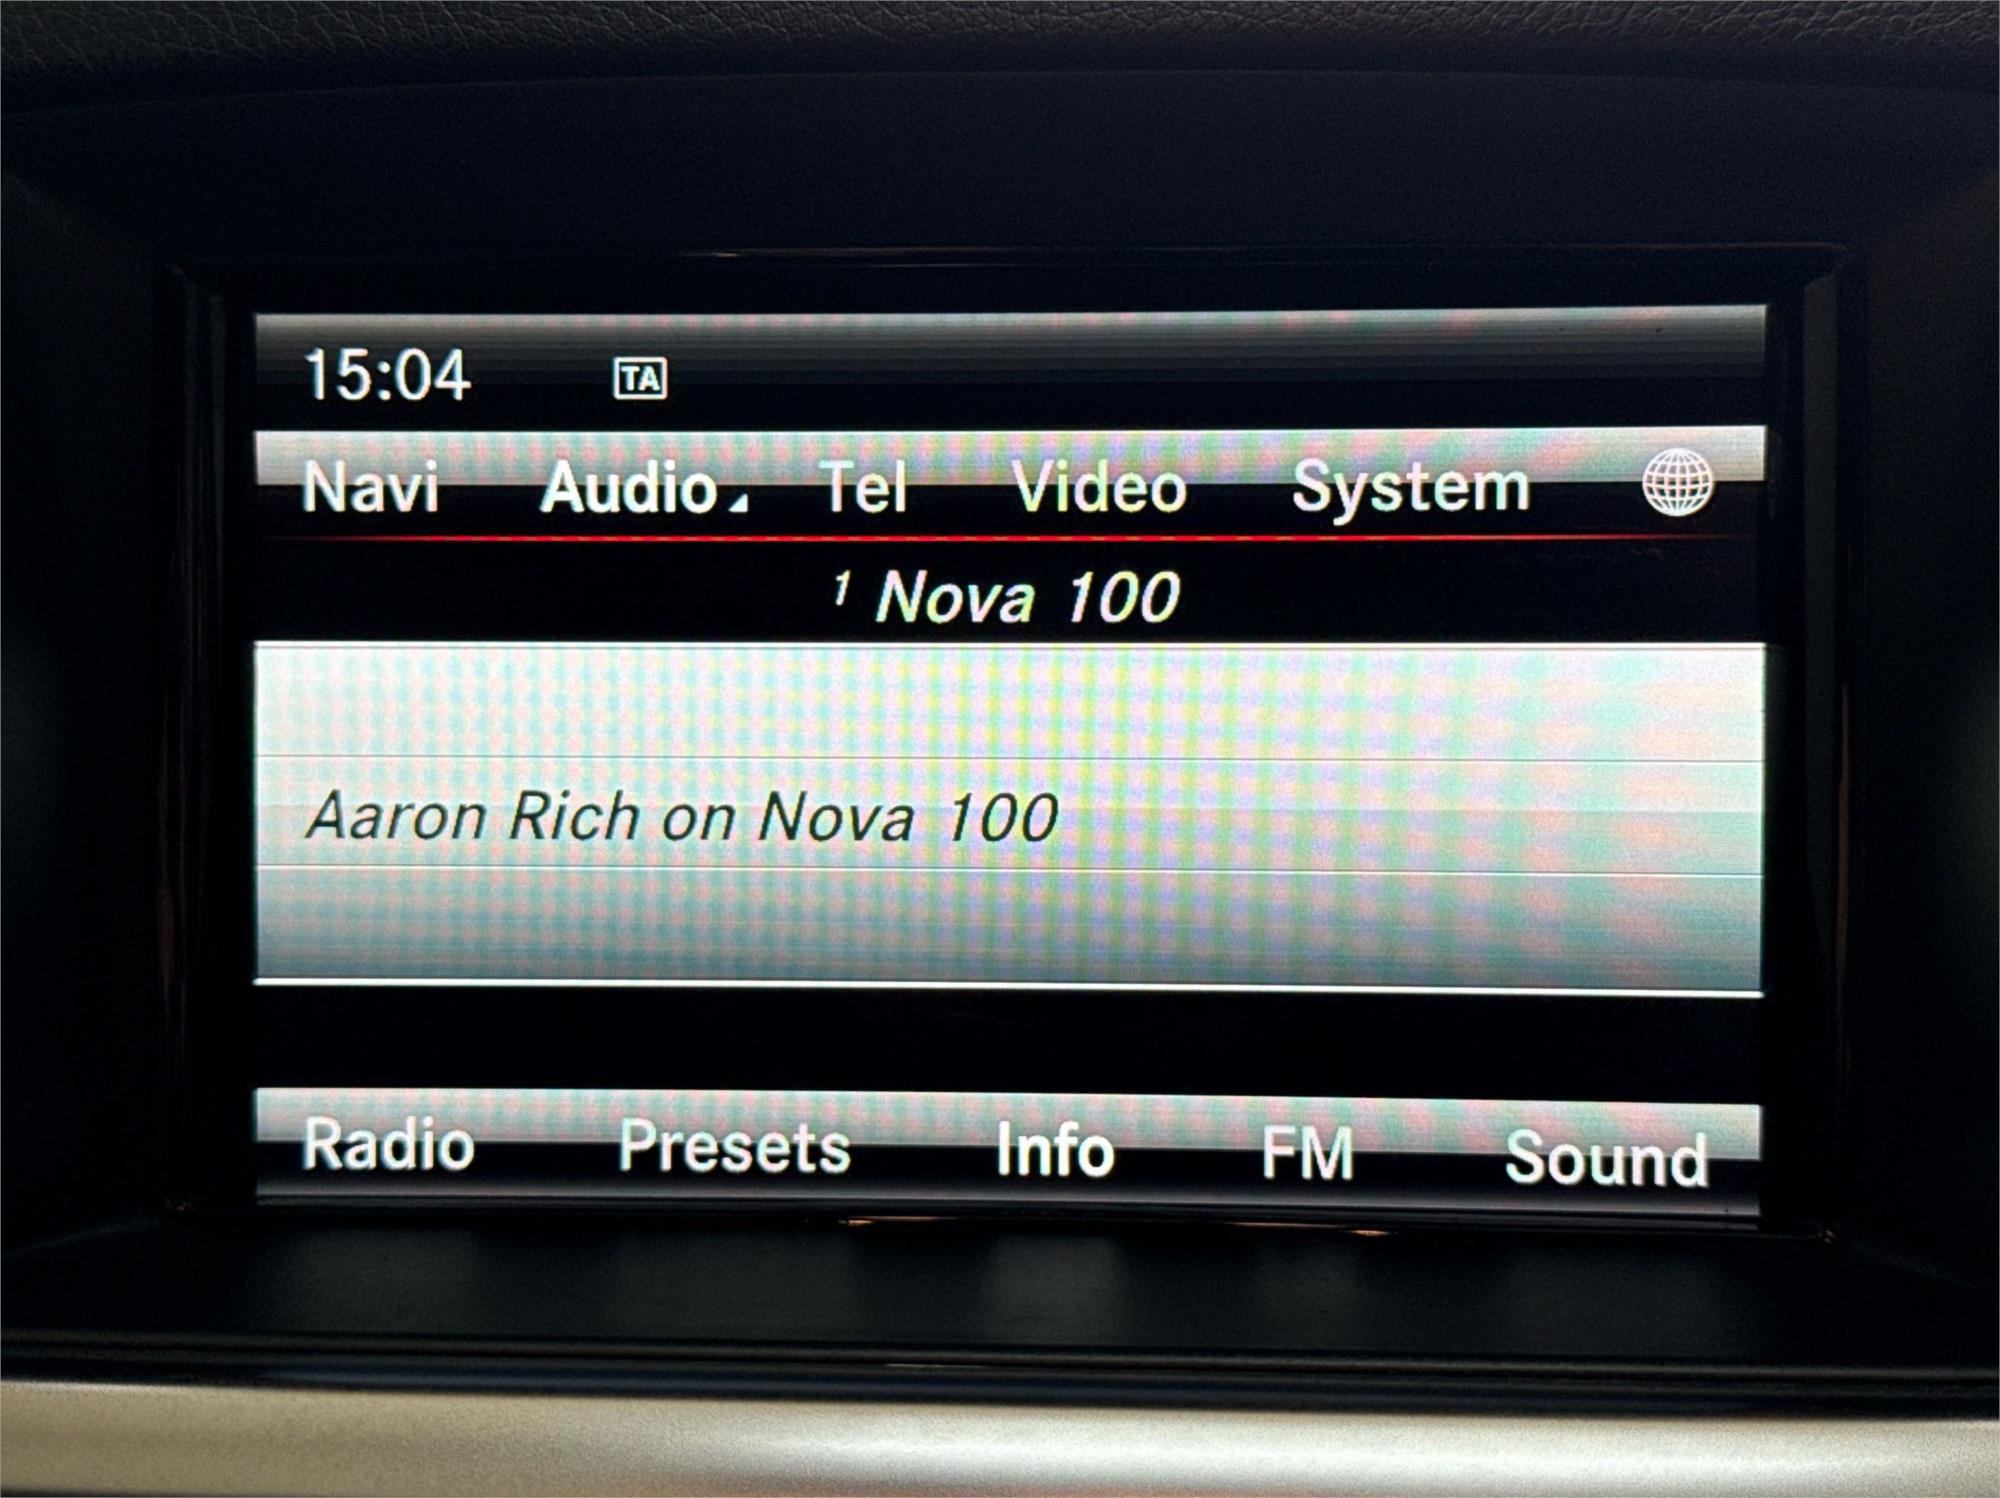 15:04 TA
Navi Audio Tel Video System
1 Nova 100
Aaron Rich on Nova 100
Radio Presets Info FM Sound